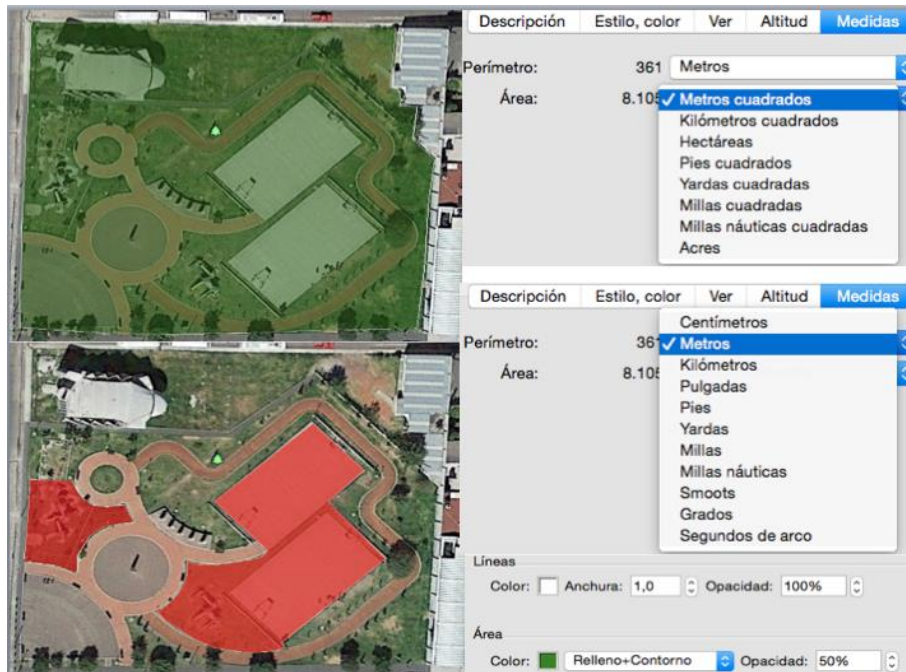 Descripción Estilo, color Ver Altitud Medidas
Perímetro: 361 Metros
Área: 8.105 ✓ Metros cuadrados
Kilómetros cuadrados
Hectáreas
Pies cuadrados
Yardas cuadradas
Millas cuadradas
Millas náuticas cuadradas
Acres
Descripción Estilo, color Ver Altitud Medidas
Centímetros
Perímetro: 361 ✓ Metros
Kilómetros
Área: 8.105
Pulgadas
Pies
Yardas
Millas
Millas náuticas
Smoots
Grados
Segundos de arco
Líneas
Color: Anchura: 1,0 Opacidad: 100%
Área
Color: Relleno+Contorno Opacidad: 50%